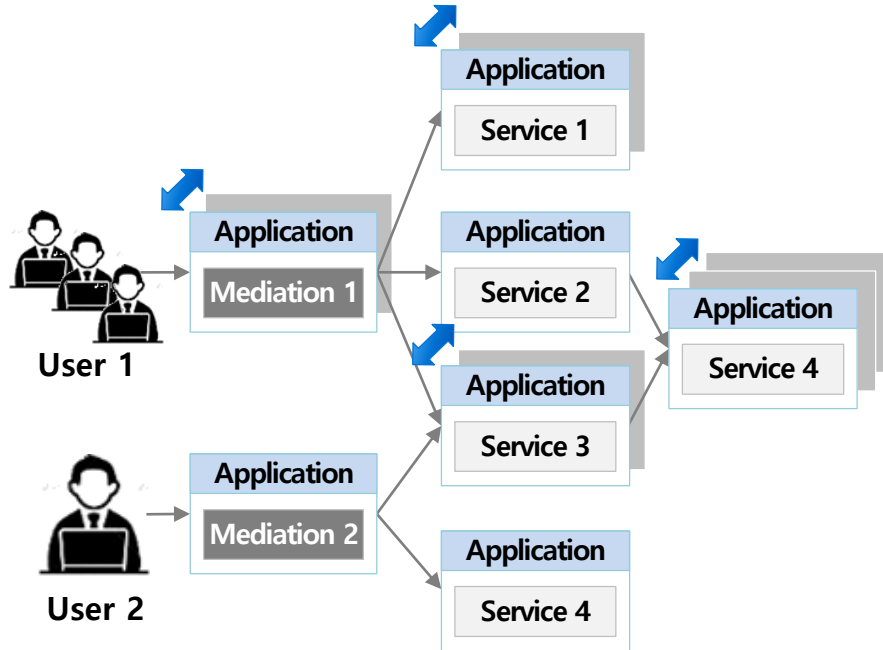 Application
Service 1
Application
Mediation 1
User 1
Application
Service 2
Application
Service 3
Application
Service 4
Application
Mediation 2
User 2
Application
Service 4